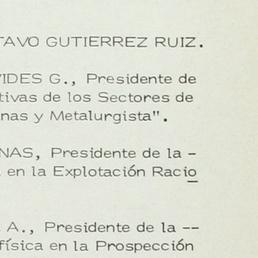 TAVO GUTIERREZ RUIZ.
VIDES G., Presidente de
tivas de los Sectores de
nas y Metalurgista".
NAS, Presidente de la -
en la Explotación Racio
A., Presidente de la --
física en la Prospección